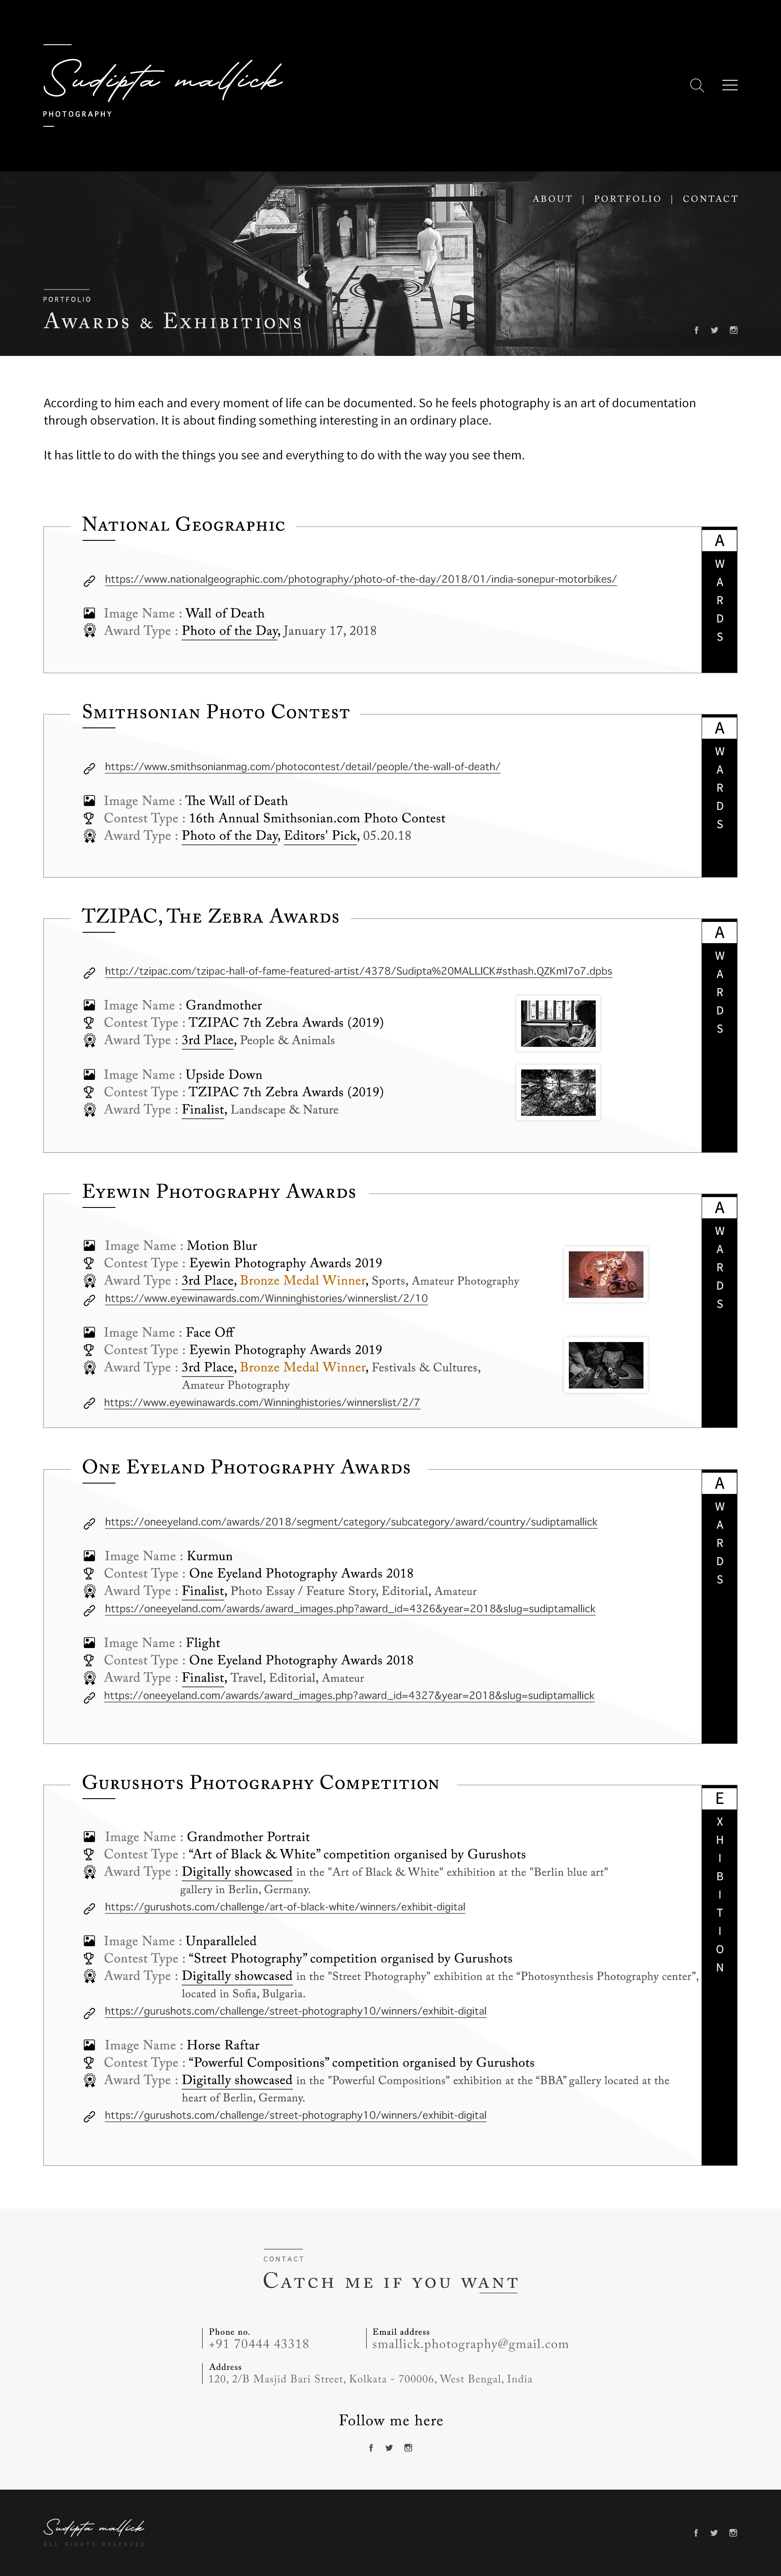 Sudipta mallick
PHOTOGRAPHY
ABOUT | PORTFOLIO | CONTACT
PORTFOLIO
Awards & Exhibitions
According to him each and every moment of life can be documented. So he feels photography is an art of documentation
through observation. It is about finding something interesting in an ordinary place.
It has little to do with the things you see and everything to do with the way you see them.
National Geographic
AWARDS
https://www.nationalgeographic.com/photography/photo-of-the-day/2018/01/india-sonepur-motorbikes/
Image Name : Wall of Death
Award Type : Photo of the Day, January 17, 2018
Smithsonian Photo Contest
AWARDS
https://www.smithsonianmag.com/photocontest/detail/people/the-wall-of-death/
Image Name : The Wall of Death
Contest Type : 16th Annual Smithsonian.com Photo Contest
Award Type : Photo of the Day, Editors' Pick, 05.20.18
TZIPAC, The Zebra Awards
AWARDS
http://tzipac.com/tzipac-hall-of-fame-featured-artist/4378/Sudipta%20MALLICK#sthash.QZKmI7o7.dpbs
Image Name : Grandmother
Contest Type : TZIPAC 7th Zebra Awards (2019)
Award Type : 3rd Place, People & Animals
Image Name : Upside Down
Contest Type : TZIPAC 7th Zebra Awards (2019)
Award Type : Finalist, Landscape & Nature
Eyewin Photography Awards
AWARDS
Image Name : Motion Blur
Contest Type : Eyewin Photography Awards 2019
Award Type : 3rd Place, Bronze Medal Winner, Sports, Amateur Photography
https://www.eyewinawards.com/Winninghistories/winnerslist/2/10
Image Name : Face Off
Contest Type : Eyewin Photography Awards 2019
Award Type : 3rd Place, Bronze Medal Winner, Festivals & Cultures,
Amateur Photography
https://www.eyewinawards.com/Winninghistories/winnerslist/2/7
One Eyeland Photography Awards
AWARDS
https://oneeyeland.com/awards/2018/segment/category/subcategory/award/country/sudiptamallick
Image Name : Kurmun
Contest Type : One Eyeland Photography Awards 2018
Award Type : Finalist, Photo Essay / Feature Story, Editorial, Amateur
https://oneeyeland.com/awards/award_images.php?award_id=4326&year=2018&slug=sudiptamallick
Image Name : Flight
Contest Type : One Eyeland Photography Awards 2018
Award Type : Finalist, Travel, Editorial, Amateur
https://oneeyeland.com/awards/award_images.php?award_id=4327&year=2018&slug=sudiptamallick
Gurushots Photography Competition
EXHIBITION
Image Name : Grandmother Portrait
Contest Type : “Art of Black & White” competition organised by Gurushots
Award Type : Digitally showcased in the "Art of Black & White" exhibition at the "Berlin blue art"
gallery in Berlin, Germany.
https://gurushots.com/challenge/art-of-black-white/winners/exhibit-digital
Image Name : Unparalleled
Contest Type : “Street Photography” competition organised by Gurushots
Award Type : Digitally showcased in the "Street Photography" exhibition at the “Photosynthesis Photography center”,
located in Sofia, Bulgaria.
https://gurushots.com/challenge/street-photography10/winners/exhibit-digital
Image Name : Horse Raftar
Contest Type : “Powerful Compositions” competition organised by Gurushots
Award Type : Digitally showcased in the "Powerful Compositions" exhibition at the “BBA” gallery located at the
heart of Berlin, Germany.
https://gurushots.com/challenge/street-photography10/winners/exhibit-digital
CONTACT
Catch me if you want
Phone no.
+91 70444 43318
Email address
smallick.photography@gmail.com
Address
120, 2/B Masjid Bari Street, Kolkata - 700006, West Bengal, India
Follow me here
Sudipta mallick
ALL RIGHTS RESERVED